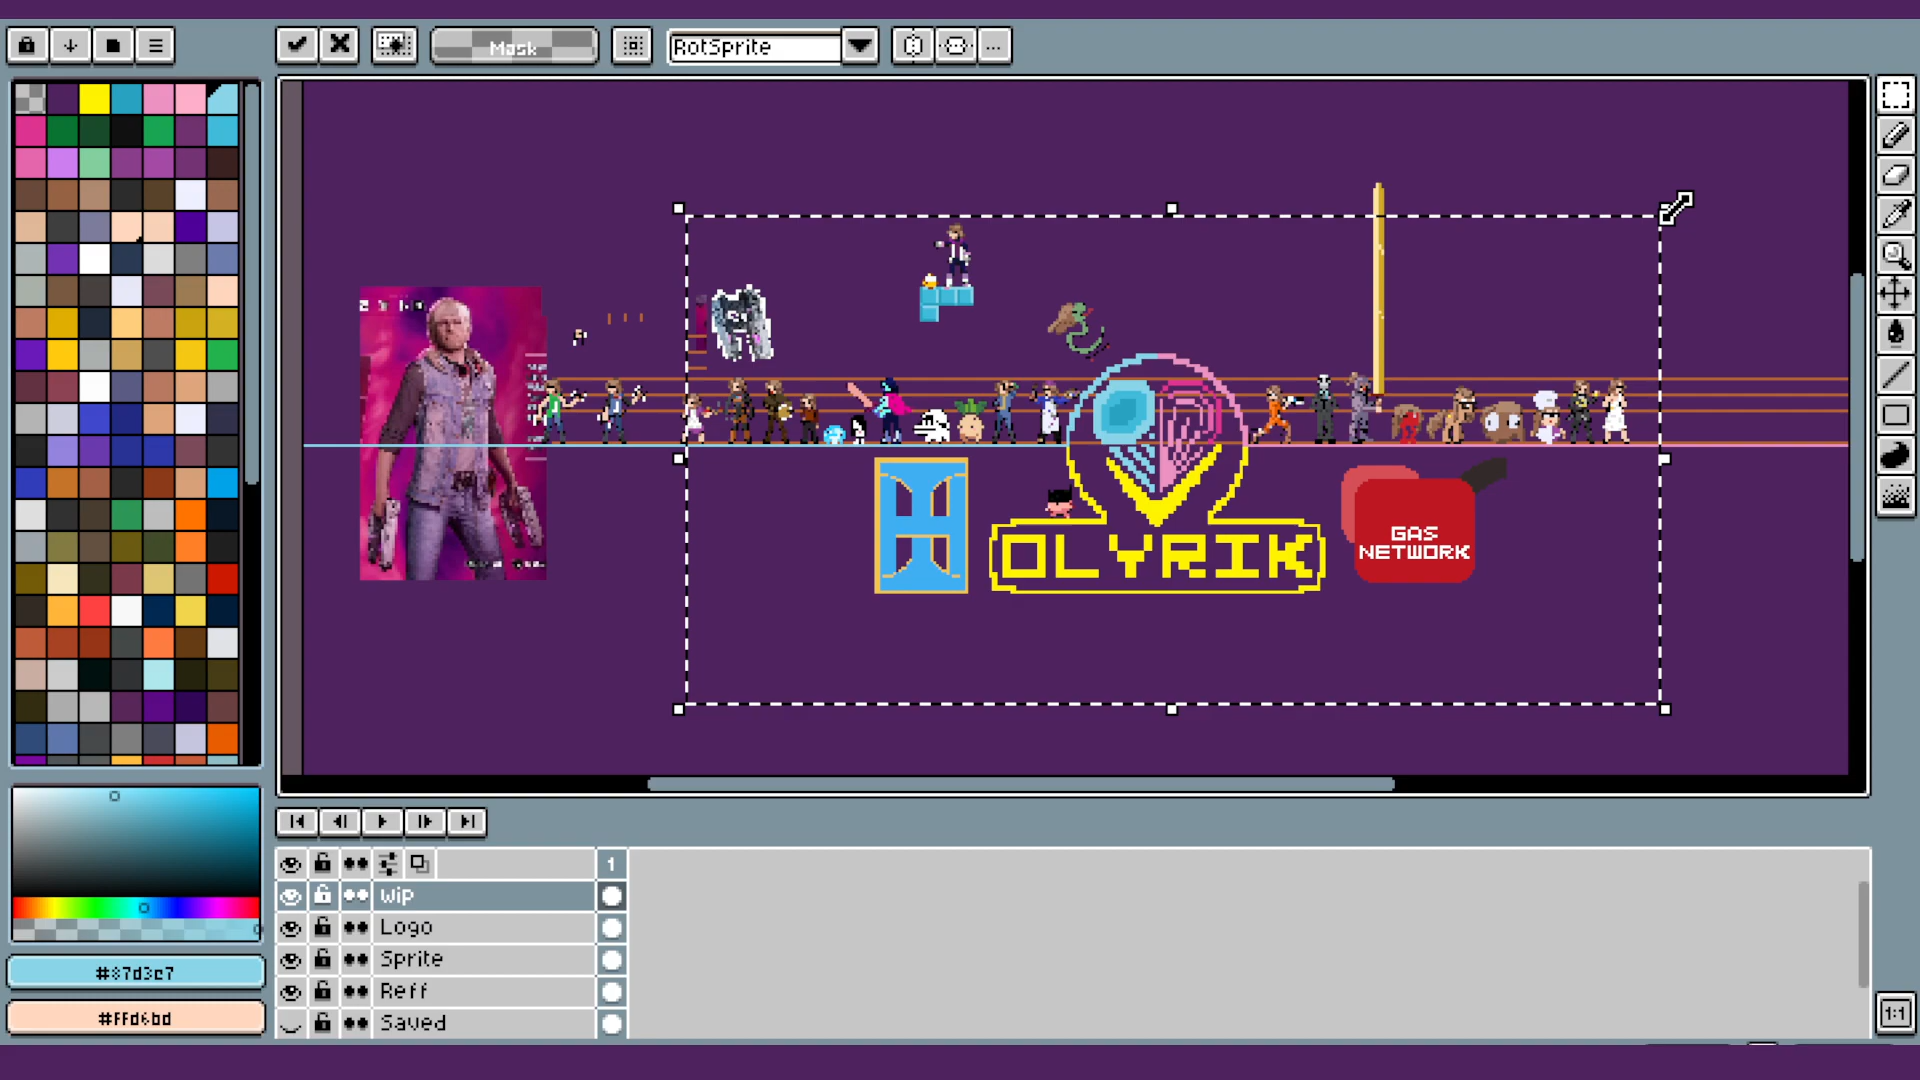 Mask
RotSprite
...
H
OLYRIK
GAS
NETWORK
1
Wip
Logo
Sprite
Reff
Saved
#87d3e7
#ffd6bd
1:1